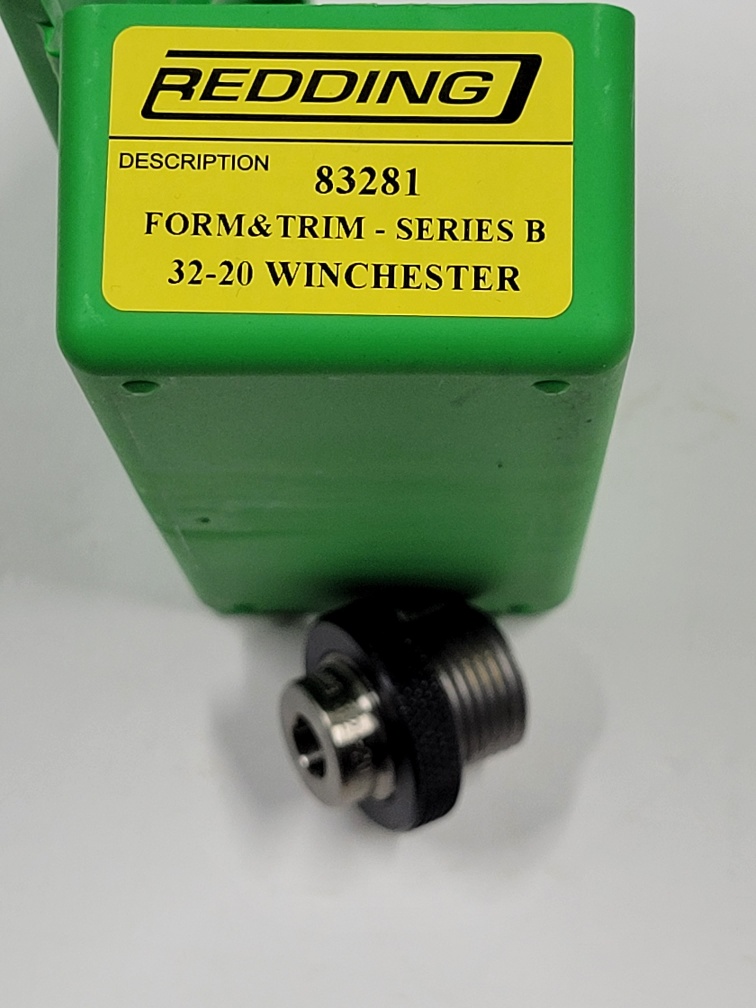 REDDING
DESCRIPTION
83281
FORM&TRIM - SERIES B
32-20 WINCHESTER